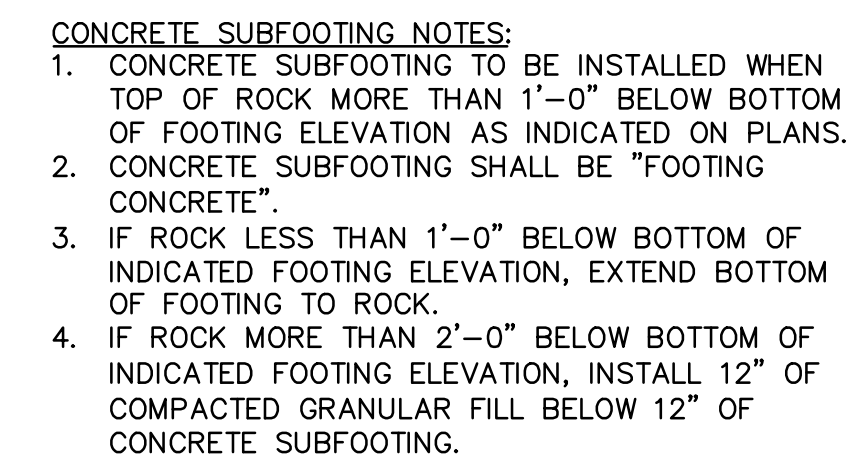 CONCRETE SUBFOOTING NOTES:
1. CONCRETE SUBFOOTING TO BE INSTALLED WHEN
TOP OF ROCK MORE THAN 1'-0" BELOW BOTTOM
OF FOOTING ELEVATION AS INDICATED ON PLANS.
2. CONCRETE SUBFOOTING SHALL BE "FOOTING
CONCRETE".
3. IF ROCK LESS THAN 1'-0" BELOW BOTTOM OF
INDICATED FOOTING ELEVATION, EXTEND BOTTOM
OF FOOTING TO ROCK.
4. IF ROCK MORE THAN 2'-0" BELOW BOTTOM OF
INDICATED FOOTING ELEVATION, INSTALL 12" OF
COMPACTED GRANULAR FILL BELOW 12" OF
CONCRETE SUBFOOTING.